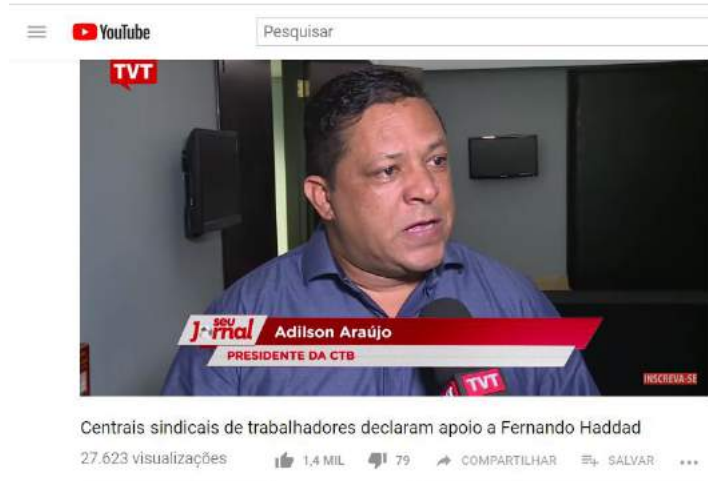 YouTube
Pesquisar
TVT
seu
Jornal
Adilson Araújo
PRESIDENTE DA CTB
TVT
INSCREVA-SE
Centrais sindicais de trabalhadores declaram apoio a Fernando Haddad
27.623 visualizações 1,4 MIL 79 COMPARTILHAR SALVAR